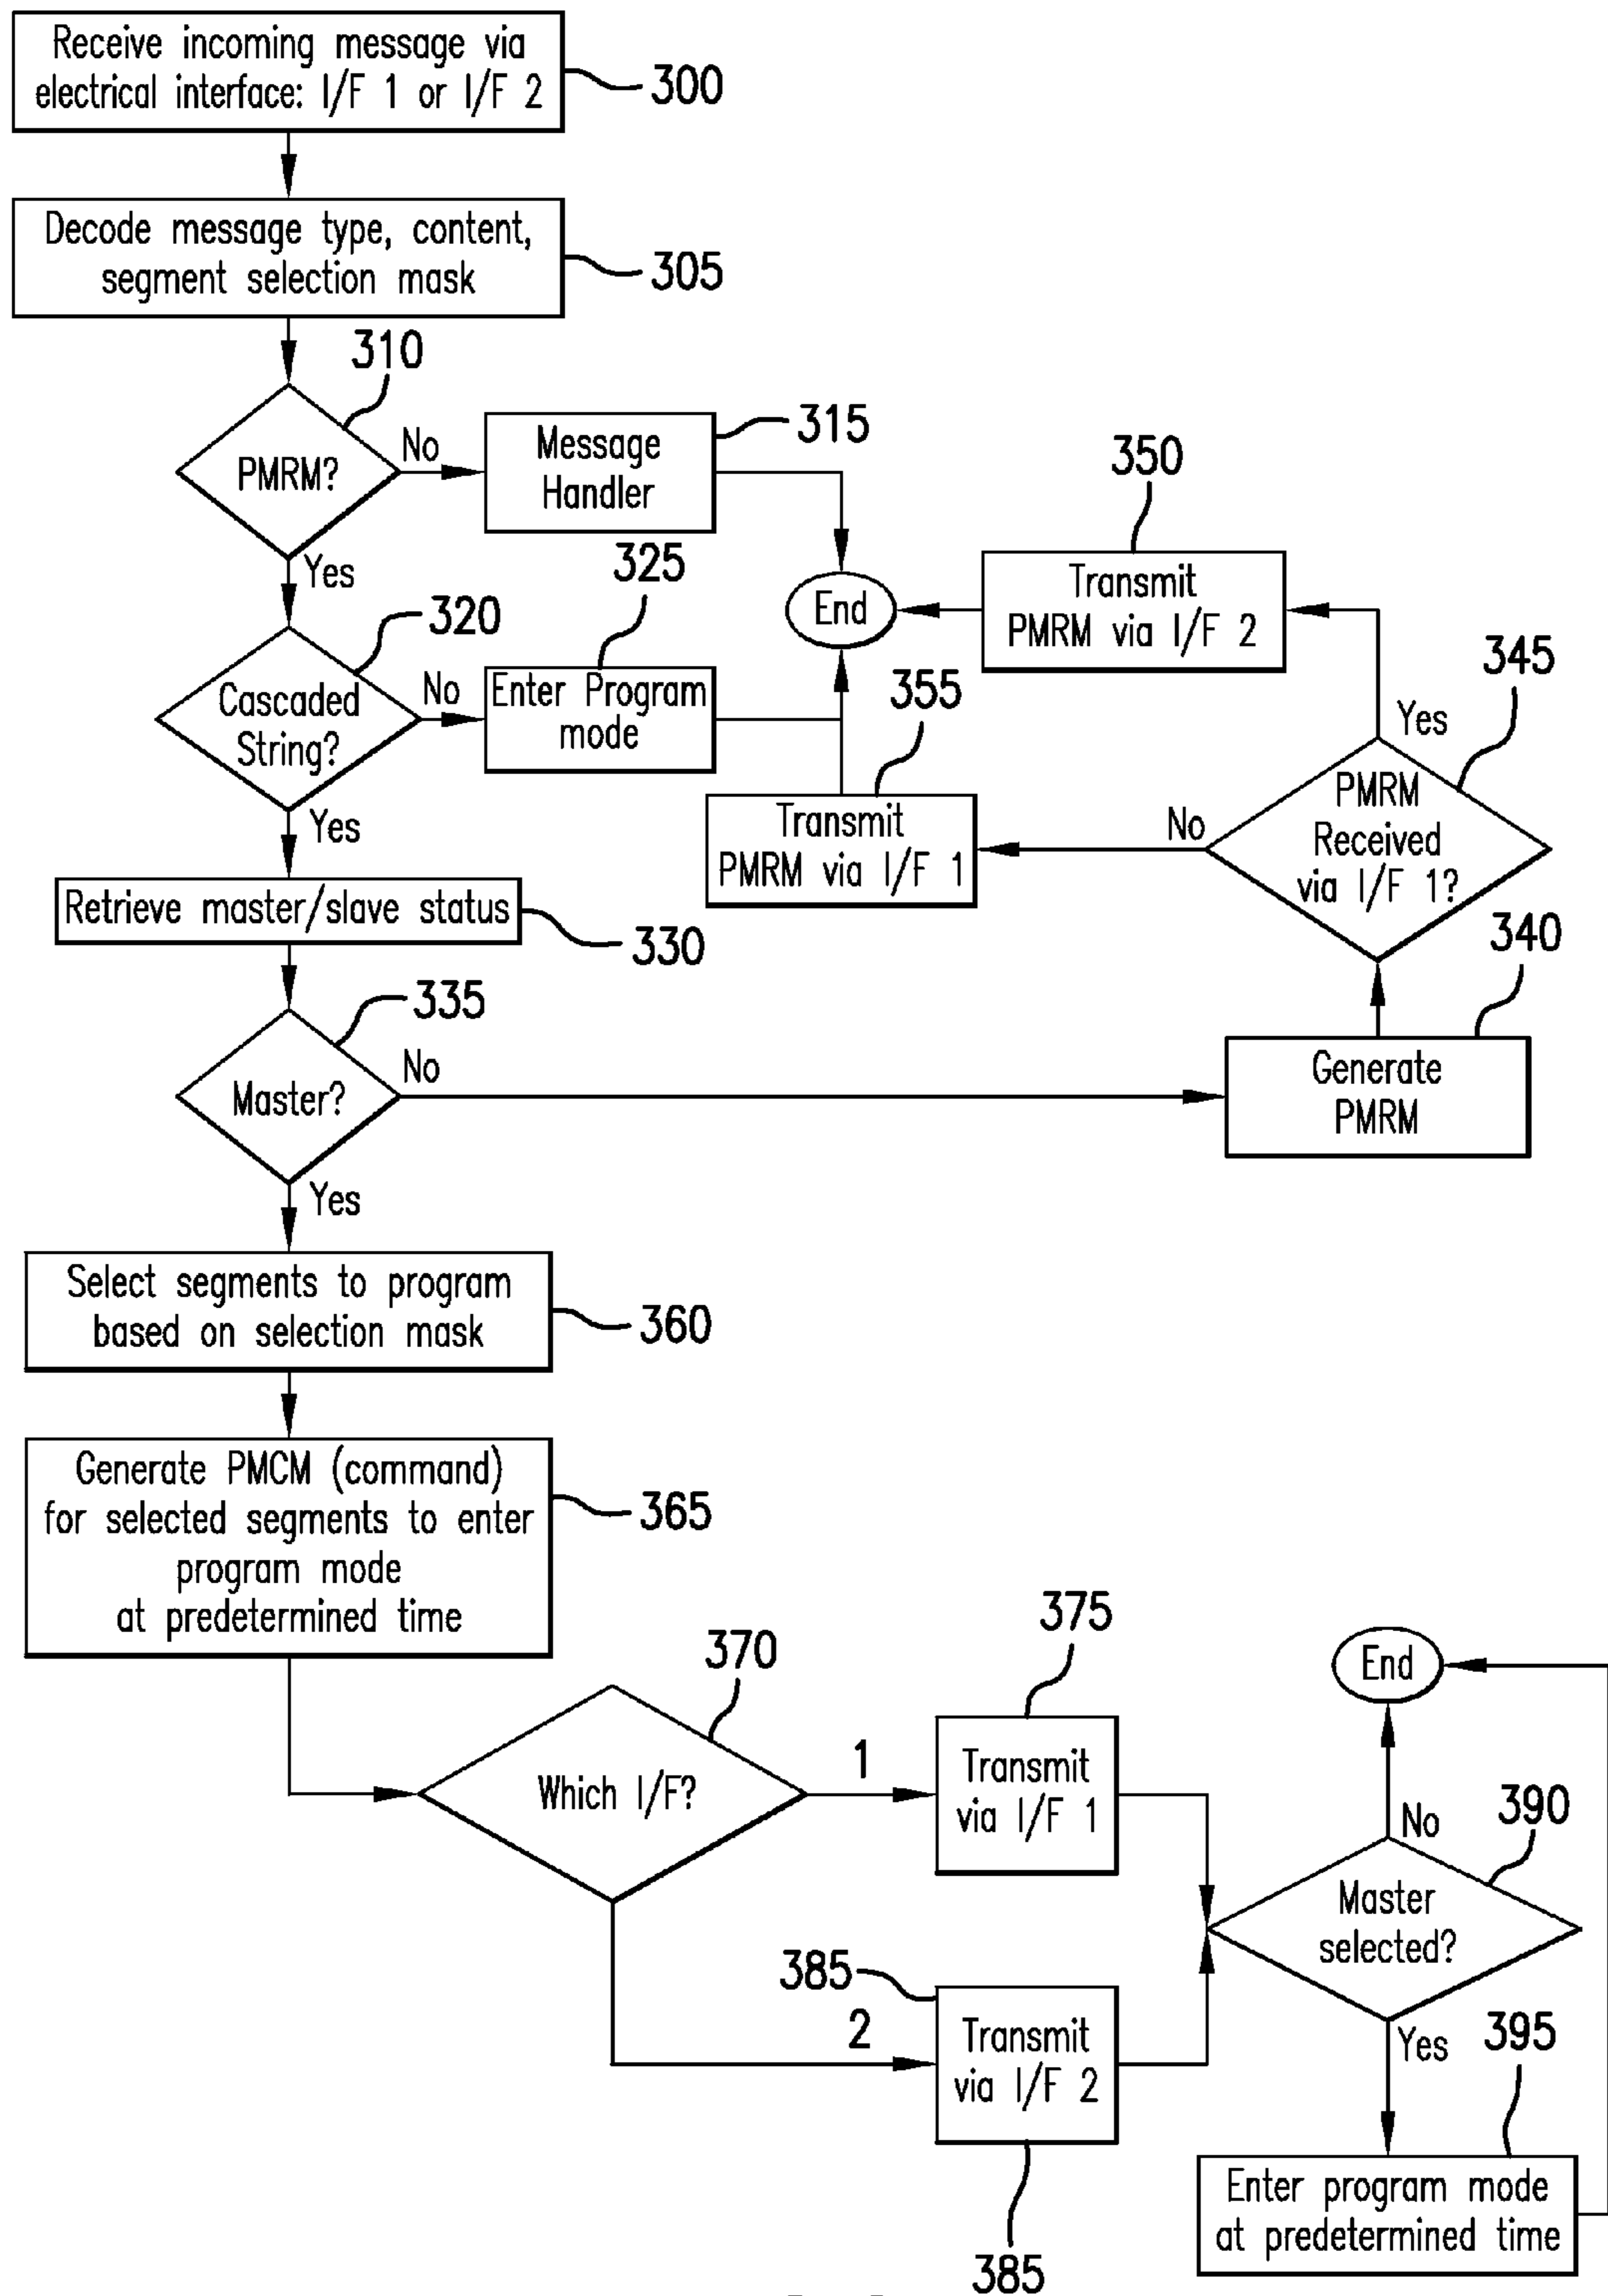 Receive incoming message via
electrical interface: I/F 1 or I/F 2
300
Decode message type, content,
segment selection mask
305
310
PMRM?
No
Yes
Message
Handler
315
320
Cascaded
String?
No
Yes
325
Enter Program
mode
End
350
Transmit
PMRM via I/F 2
355
Transmit
PMRM via I/F 1
345
PMRM
Received
via I/F 1?
Yes
No
340
Generate
PMRM
Retrieve master/slave status
330
335
Master?
No
Yes
Select segments to program
based on selection mask
360
Generate PMCM (command)
for selected segments to enter
program mode
at predetermined time
365
370
Which I/F?
1
2
375
Transmit
via I/F 1
385
Transmit
via I/F 2
385
End
No
390
Master
selected?
Yes
395
Enter program mode
at predetermined time